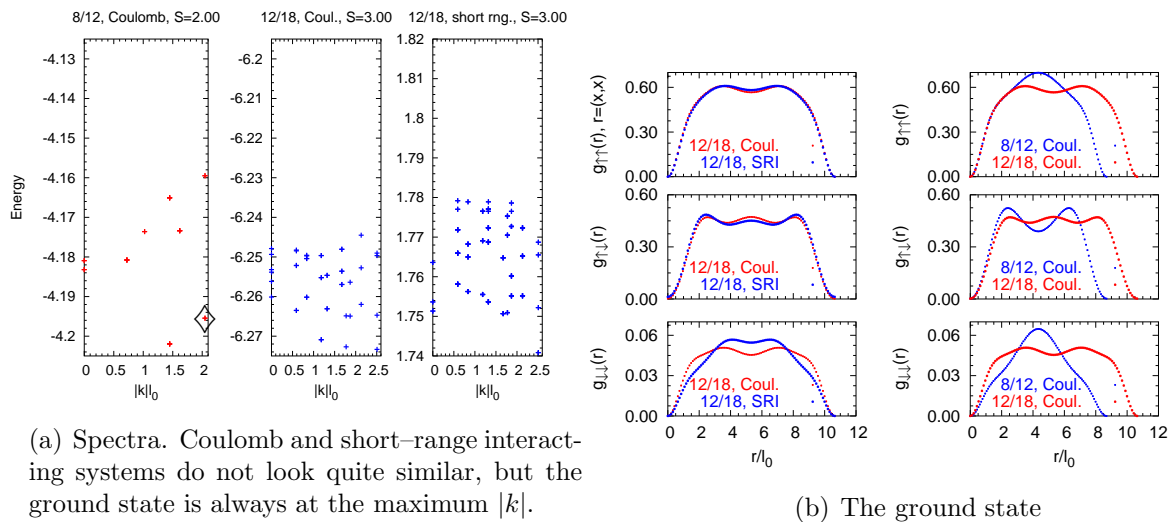 8/12, Coulomb, S=2.00
12/18, Coul., S=3.00
12/18, short rng., S=3.00
Energy
-4.13
-4.14
-4.15
-4.16
-4.17
-4.18
-4.19
-4.2
0 0.5 1 1.5 2
|k|l₀
-6.2
-6.21
-6.22
-6.23
-6.24
-6.25
-6.26
-6.27
0 0.5 1 1.5 2 2.5
|k|l₀
1.82
1.81
1.80
1.79
1.78
1.77
1.76
1.75
1.74
0 0.5 1 1.5 2 2.5
|k|l₀
(a) Spectra. Coulomb and short–range interact-
ing systems do not look quite similar, but the
ground state is always at the maximum |k|.
g↑↑(r), r=(x,x)
0.60
0.30
0.00
12/18, Coul.
12/18, SRI
g↑↑(r)
0.60
0.30
0.00
8/12, Coul.
12/18, Coul.
g↑↓(r)
0.60
0.30
0.00
12/18, Coul.
12/18, SRI
g↑↓(r)
0.60
0.30
0.00
8/12, Coul.
12/18, Coul.
g↓↓(r)
0.06
0.03
0.00
12/18, Coul.
12/18, SRI
0 2 4 6 8 10 12
r/l₀
g↓↓(r)
0.06
0.03
0.00
8/12, Coul.
12/18, Coul.
0 2 4 6 8 10 12
r/l₀
(b) The ground state